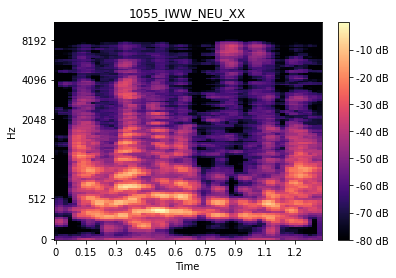 1055_IWW_NEU_XX
8192
4096
2048
1024
512
0
Hz
0 0.15 0.3 0.45 0.6 0.75 0.9 1.1 1.2
Time
-10 dB
-20 dB
-30 dB
-40 dB
-50 dB
-60 dB
-70 dB
-80 dB